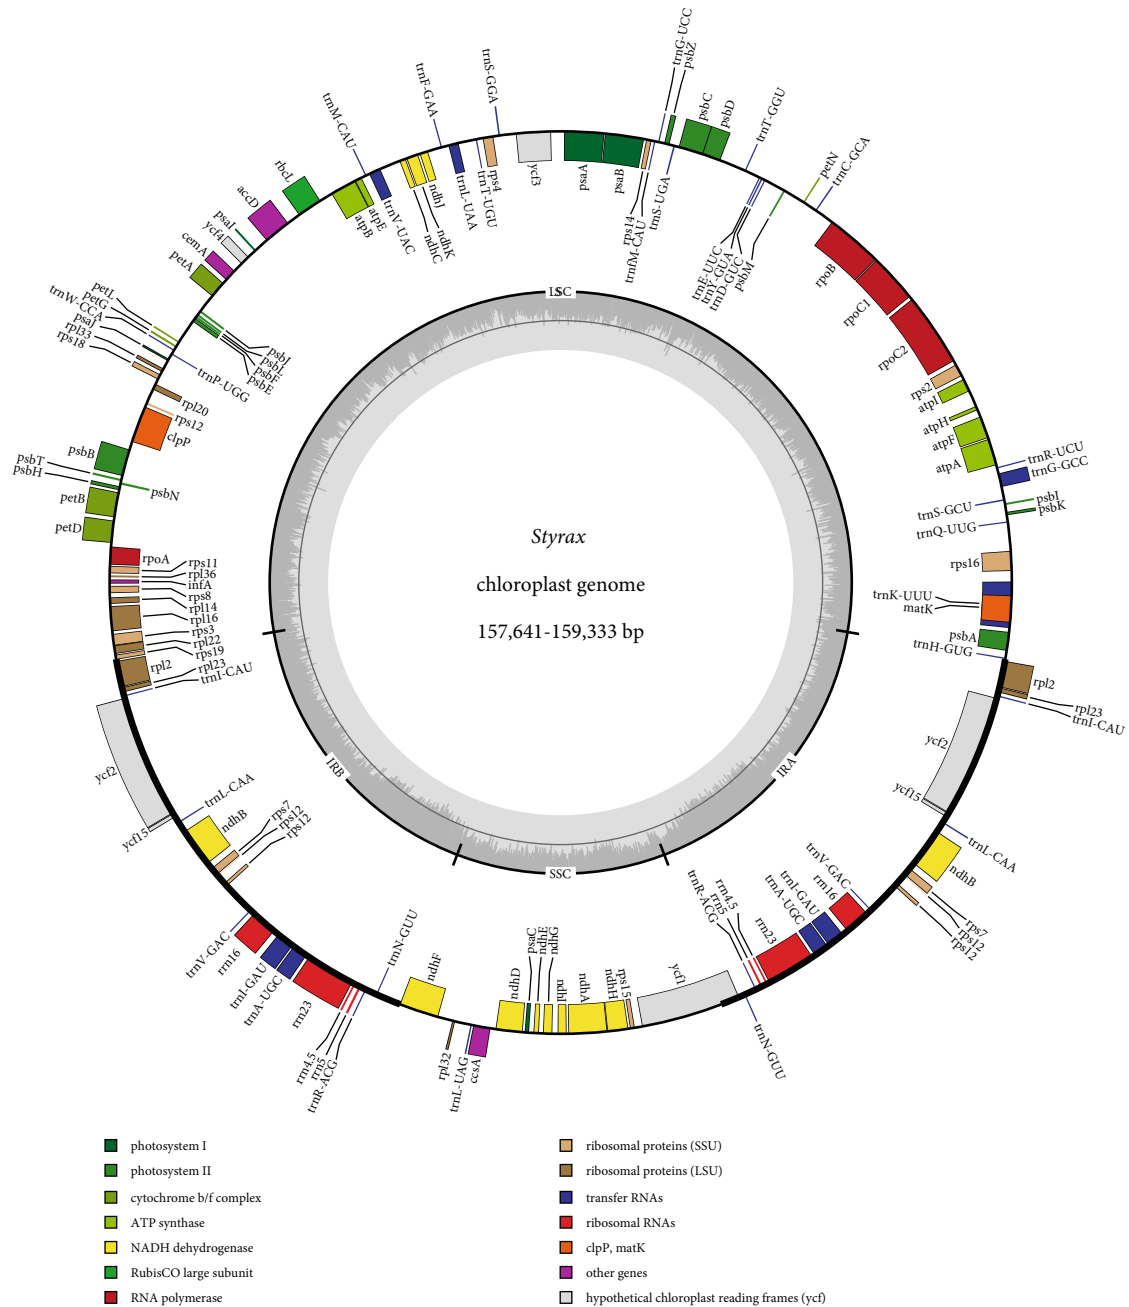 trnG-UCC
psbZ
psbC
psbD
trnT-GGU
petN
trnC-GCA
trnS-GGA
trnF-GAA
trnM-CAU
rbcL
accD
psaI
ycf4
cemA
petA
atpB
atpE
trnV-UAC
ndhC
ndhK
ndhJ
trnL-UAA
trnT-UGU
rps4
ycf3
psaA
psaB
rps14
trnfM-CAU
trnS-UGA
trnE-UUC
trnY-GUA
trnD-GUC
psbM
rpoB
rpoC1
rpoC2
rps2
atpI
atpH
atpF
atpA
trnR-UCU
trnG-GCC
trnS-GCU
psbI
psbK
trnQ-UUG
rps16
trnK-UUU
matK
psbA
trnH-GUG
rpl2
rpl23
trnI-CAU
ycf2
ycf15
trnL-CAA
ndhB
rps7
rps12
rps12
trnV-GAC
rrn16
trnI-GAU
trnA-UGC
rrn23
rrn4.5
rrn5
trnR-ACG
trnN-GUU
ycf1
rps15
ndhH
ndhA
ndhI
ndhG
ndhE
psaC
ndhD
ccsA
trnL-UAG
rpl32
ndhF
trnN-GUU
trnR-ACG
rrn5
rrn4.5
rrn23
trnA-UGC
trnI-GAU
rrn16
trnV-GAC
rps12
rps12
rps7
ndhB
trnL-CAA
ycf15
ycf2
trnI-CAU
rpl23
rpl2
rps19
rpl22
rps3
rpl16
rpl14
rps8
infA
rpl36
rps11
rpoA
petD
petB
psbH
psbT
psbN
psbB
clpP
rps12
rpl20
rps18
rpl33
psaJ
trnP-UGG
trnW-CCA
petG
petL
psbE
psbF
psbL
psbJ
LSC
IRB
IRA
SSC
Styrax
chloroplast genome
157,641-159,333 bp
photosystem I
photosystem II
cytochrome b/f complex
ATP synthase
NADH dehydrogenase
RubisCO large subunit
RNA polymerase
ribosomal proteins (SSU)
ribosomal proteins (LSU)
transfer RNAs
ribosomal RNAs
clpP, matK
other genes
hypothetical chloroplast reading frames (ycf)